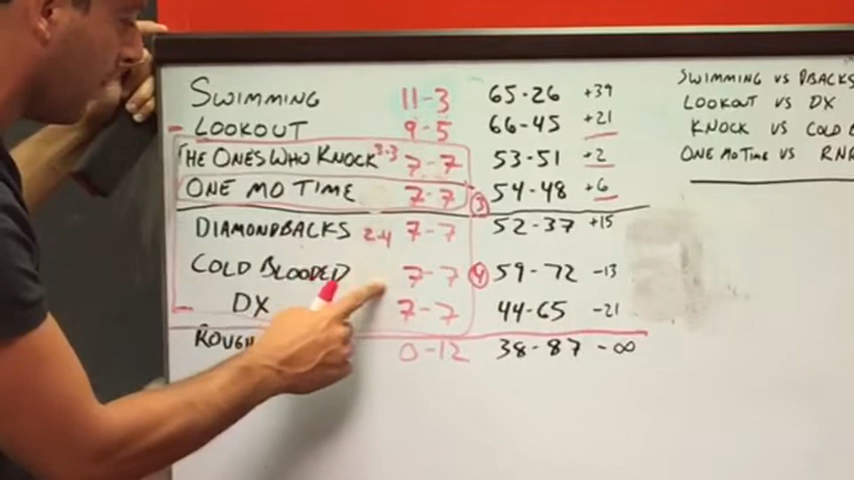 SWIMMING 11-3 65-26 +39
LOOKOUT 9-5 66-45 +21
THE ONE'S WHO KNOCK 3-3 7-7 53-51 +2
ONE MO TIME 7-7 3 54-48 +6
DIAMONDBACKS 2-4 7-7 52-37 +15
COLD BLOODED 7-7 4 59-72 -13
DX 7-7 44-65 -21
ROUGH 0-12 38-87 -∞
SWIMMING VS DBACKS
LOOKOUT VS DX
KNOCK VS COLD
ONE MO TIME VS RNR